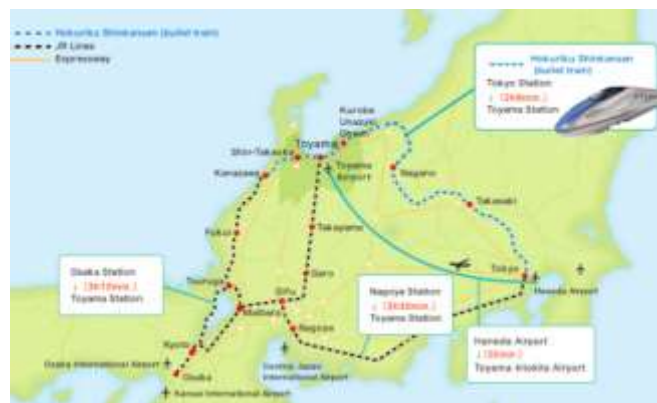 Hokuriku Shinkansen (bullet train)
JR Lines
Expressway
Hokuriku Shinkansen
(bullet train)
Tokyo Station
Toyama Station
Kurobe
Unazuki
Onsen
Toyama
Shin-Takaoka
Toyama
Airport
Kanazawa
Nagano
Takasaki
Fukui
Takayama
Osaka Station
Toyama Station
Tsuruga
Gero
Gifu
Nagoya Station
Toyama Station
Tokyo
Haneda Airport
Maibara
Nagoya
Kyoto
Haneda Airport
Toyama Kitokito Airport
Osaka International Airport
Central Japan
International Airport
Osaka
Kansai International Airport